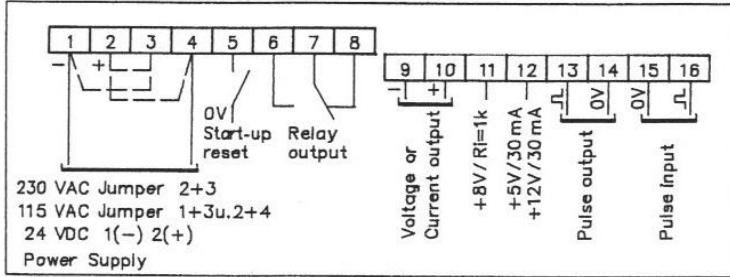 1 2 3 4 5 6 7 8
- +
0V
Start-up
reset
Relay
output
230 VAC Jumper 2+3
115 VAC Jumper 1+3u.2+4
24 VDC 1(-) 2(+)
Power Supply
9 10 11 12 13 14 15 16
- +
Voltage or
Current output
+8V/ Ri=1k
+5V/30 mA
+12V/30 mA
0V
Pulse output
0V
Pulse Input